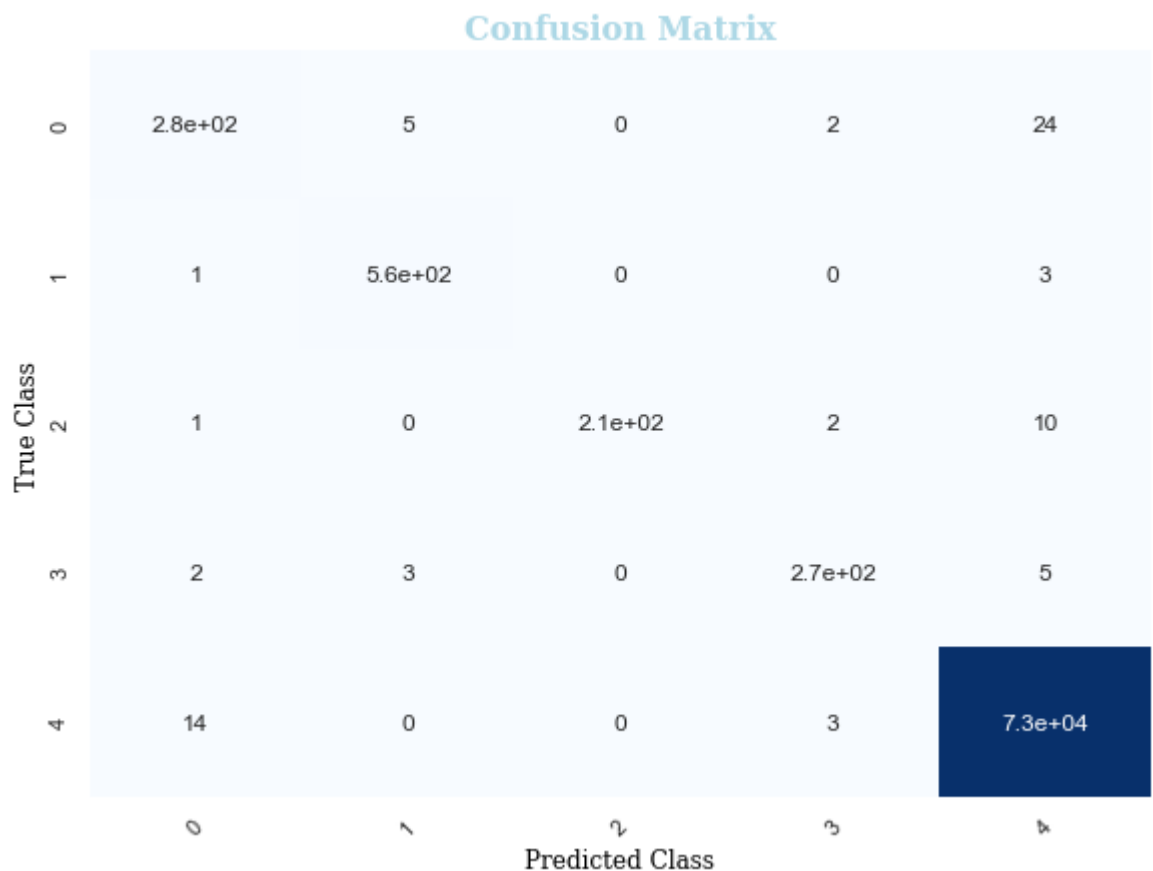 Confusion Matrix
0 2.8e+02 5 0 2 24
1 1 5.6e+02 0 0 3
True Class
2 1 0 2.1e+02 2 10
3 2 3 0 2.7e+02 5
4 14 0 0 3 7.3e+04
0 1 2 3 4
Predicted Class